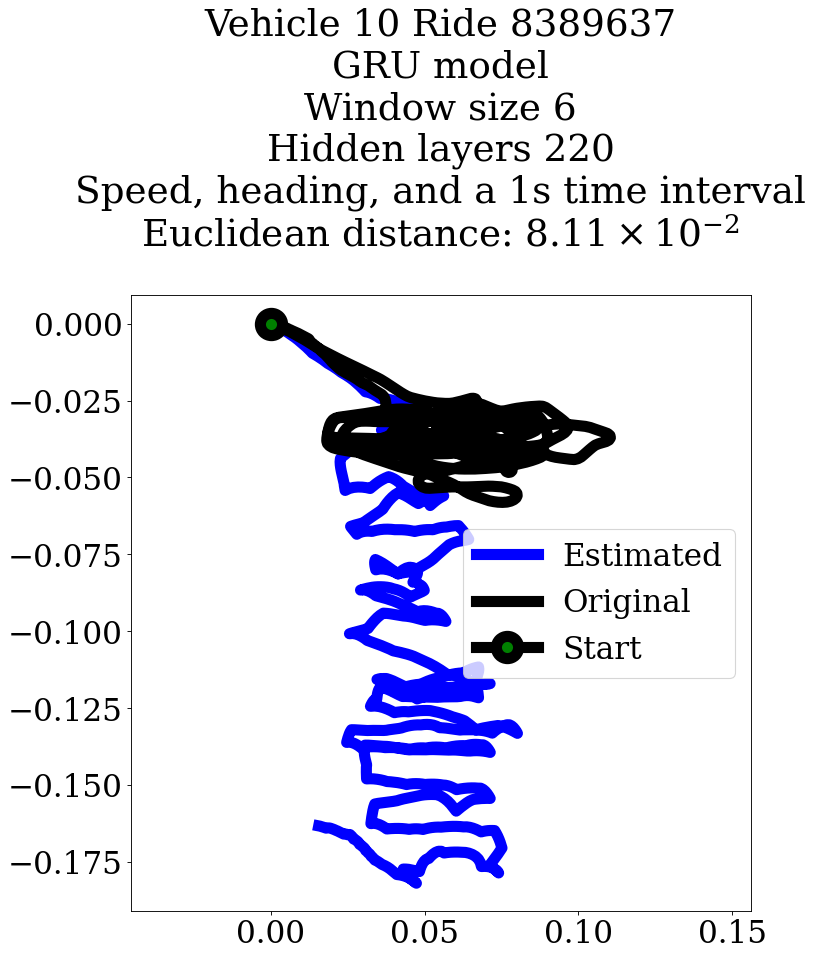 Vehicle 10 Ride 8389637
GRU model
Window size 6
Hidden layers 220
Speed, heading, and a 1s time interval
Euclidean distance: 8.11 × 10⁻²
0.000
−0.025
−0.050
−0.075
−0.100
−0.125
−0.150
−0.175
Estimated
Original
Start
0.00 0.05 0.10 0.15